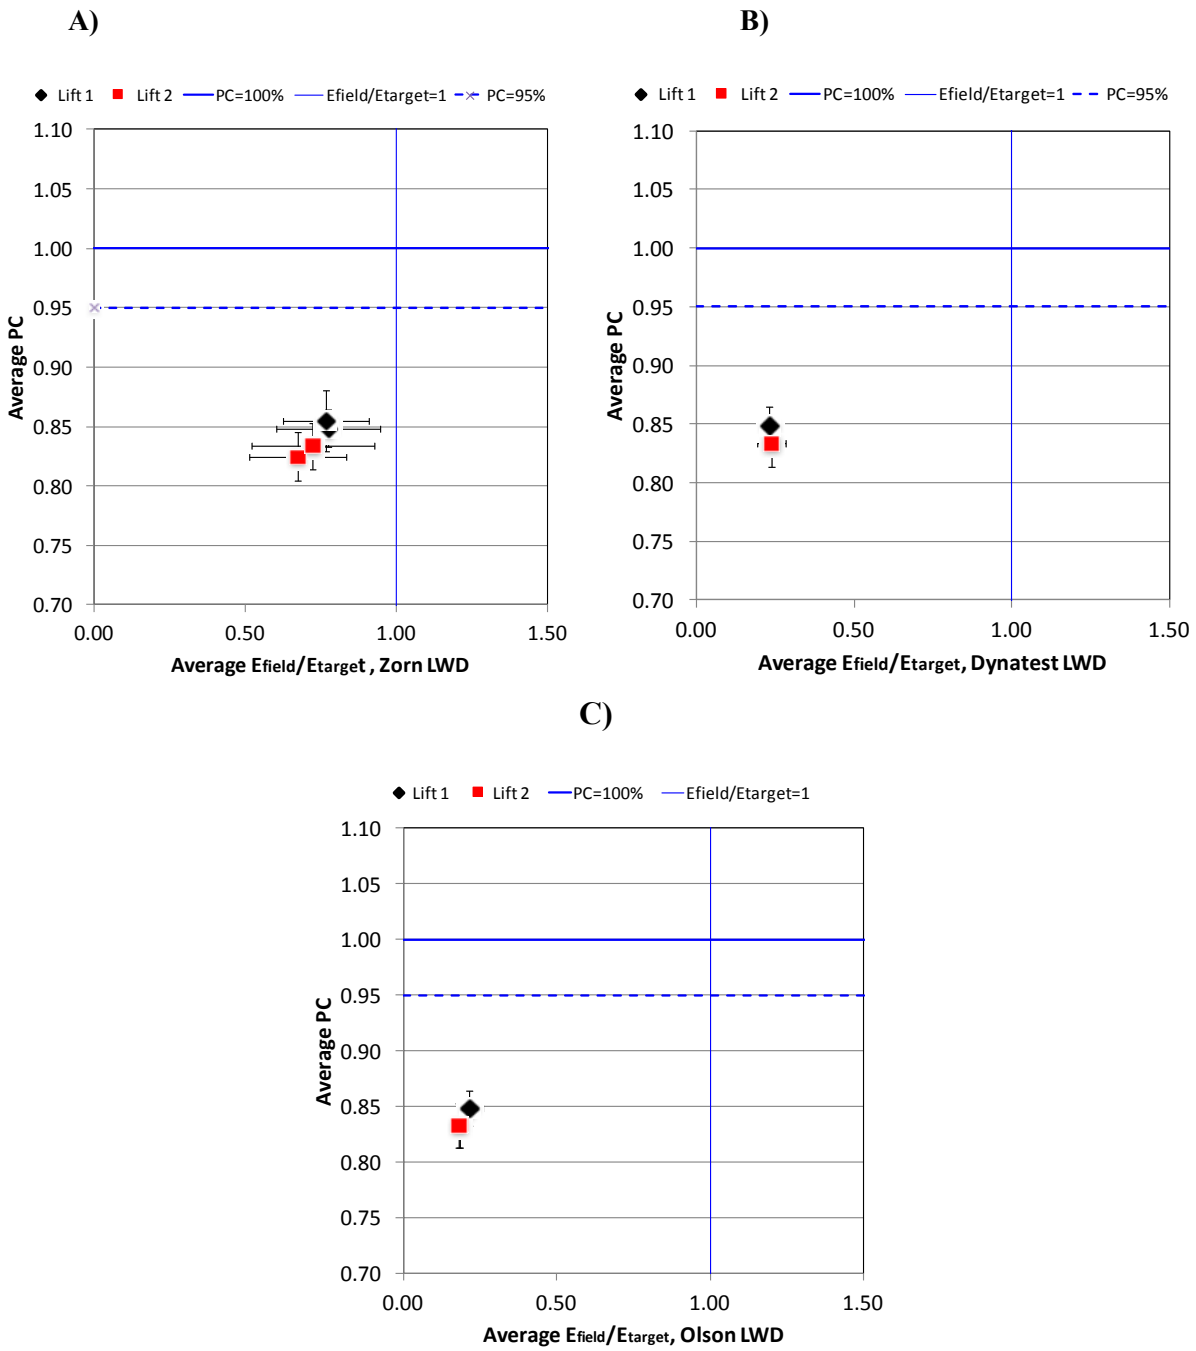 A)
Lift 1 Lift 2 PC=100% Efield/Etarget=1 PC=95%
1.10
1.05
1.00
0.95
0.90
0.85
0.80
0.75
0.70
Average PC
0.00 0.50 1.00 1.50
Average Efield/Etarget , Zorn LWD
B)
Lift 1 Lift 2 PC=100% Efield/Etarget=1 PC=95%
1.10
1.05
1.00
0.95
0.90
0.85
0.80
0.75
0.70
Average PC
0.00 0.50 1.00 1.50
Average Efield/Etarget, Dynatest LWD
C)
Lift 1 Lift 2 PC=100% Efield/Etarget=1
1.10
1.05
1.00
0.95
0.90
0.85
0.80
0.75
0.70
Average PC
0.00 0.50 1.00 1.50
Average Efield/Etarget, Olson LWD